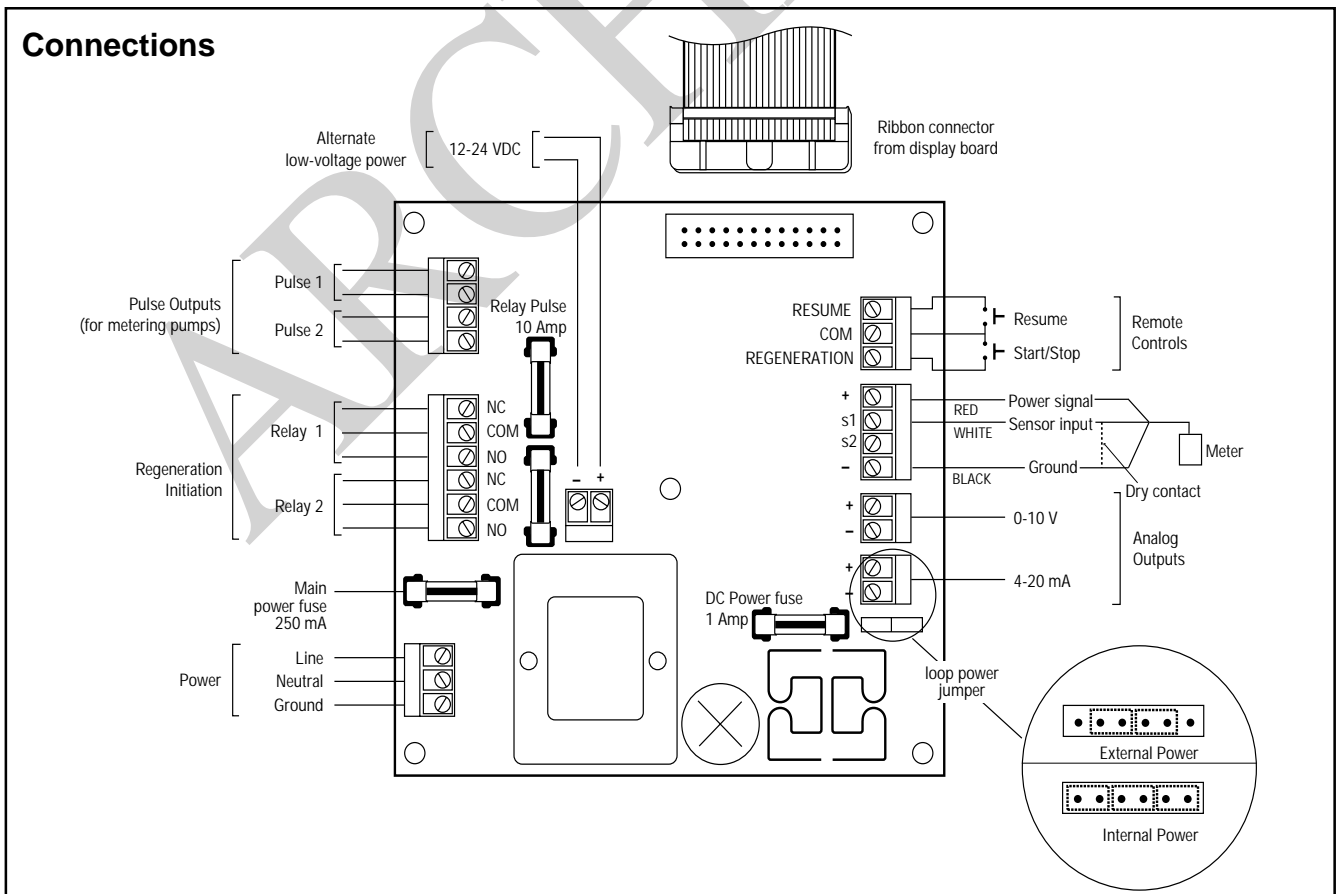 Connections
ARCH
Ribbon connector
from display board
Alternate
low-voltage power
12-24 VDC
Pulse Outputs
(for metering pumps)
Pulse 1
Pulse 2
Relay Pulse
10 Amp
RESUME
COM
REGENERATION
Resume
Start/Stop
Remote
Controls
Regeneration
Initiation
Relay 1
Relay 2
NC
COM
NO
NC
COM
NO
- +
+
s1
s2
-
RED
WHITE
BLACK
Power signal
Sensor input
Ground
Meter
Dry contact
+
-
0-10 V
Analog
Outputs
+
-
4-20 mA
Main
power fuse
250 mA
DC Power fuse
1 Amp
Power
Line
Neutral
Ground
loop power
jumper
External Power
Internal Power